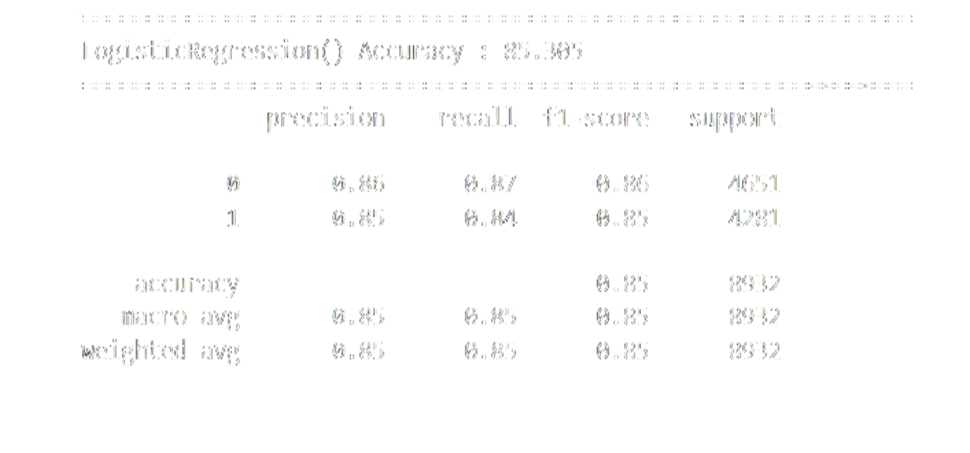 LogisticRegression() Accuracy : 85.305
precision recall f1-score support
0 0.86 0.87 0.86 4651
1 0.85 0.84 0.85 4281
accuracy 0.85 8932
macro avg 0.85 0.85 0.85 8932
weighted avg 0.85 0.85 0.85 8932